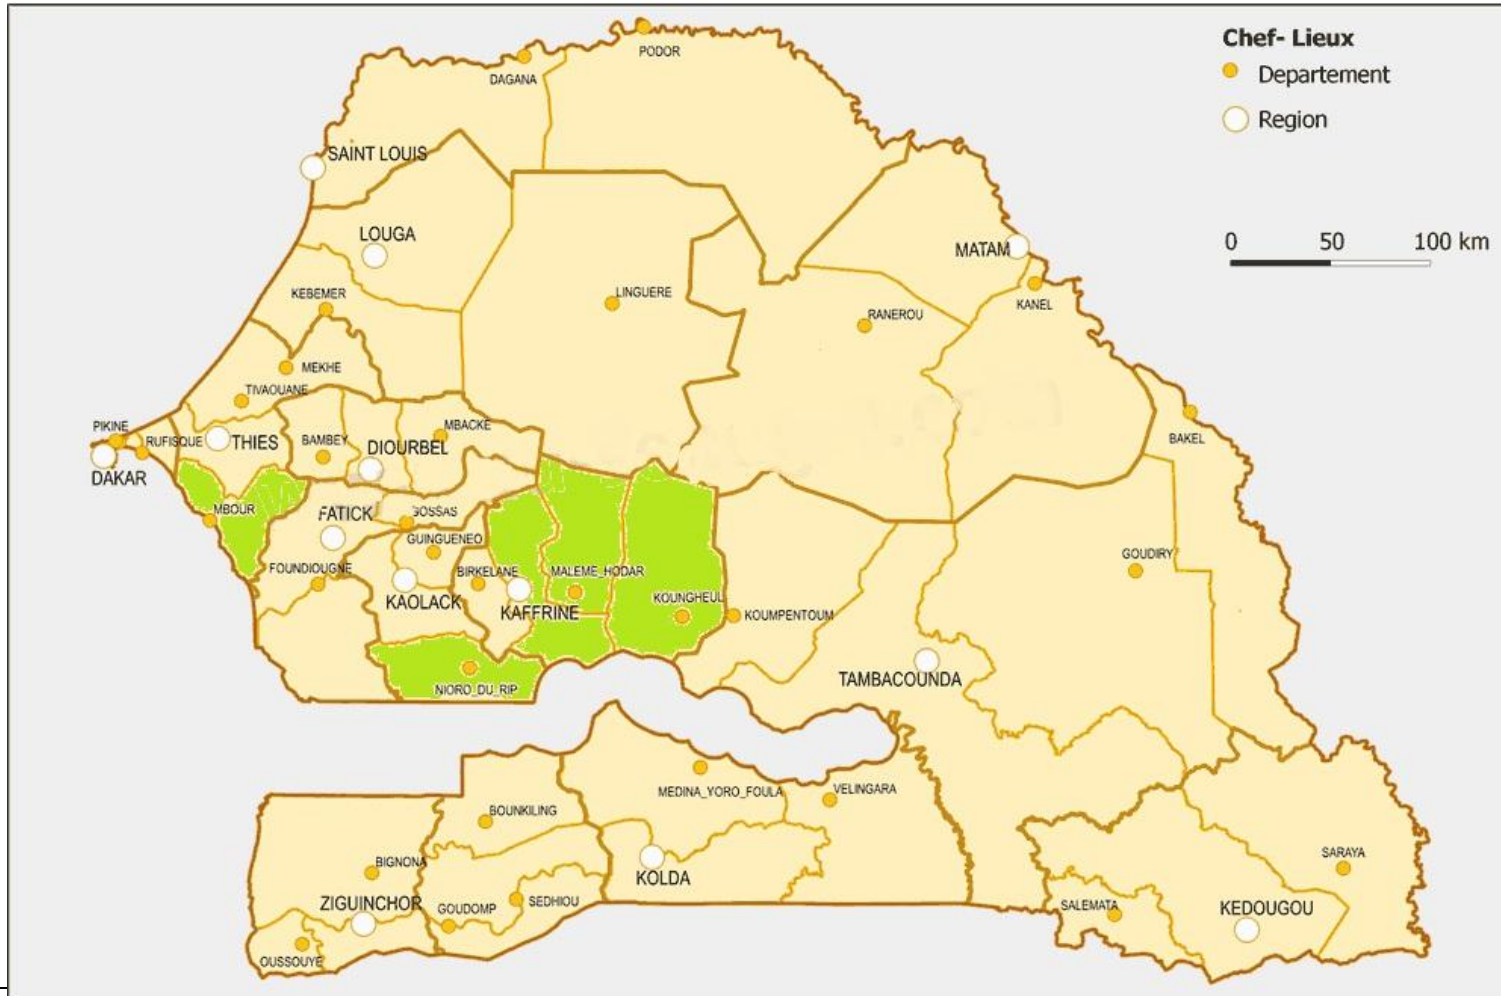 Chef- Lieux
Departement
Region
0 50 100 km
PODOR
DAGANA
SAINT LOUIS
LOUGA
MATAM
KANEL
KEBEMER
LINGUERE
RANEROU
MEKHE
TIVAOUANE
PIKINE
RUFISQUE
THIES
BAMBEY
DIOURBEL
MBACKE
BAKEL
DAKAR
MBOUR
FATICK
GOSSAS
GUINGUENEO
FOUNDIOUGNE
KAOLACK
BIRKELANE
KAFFRINE
MALEME_HODAR
KOUNGHEUL
KOUMPENTOUM
GOUDIRY
TAMBACOUNDA
NIORO_DU_RIP
MEDINA_YORO_FOULA
VELINGARA
BOUNKILING
BIGNONA
KOLDA
SARAYA
ZIGUINCHOR
GOUDOMP
SEDHIOU
SALEMATA
KEDOUGOU
OUSSOUYE